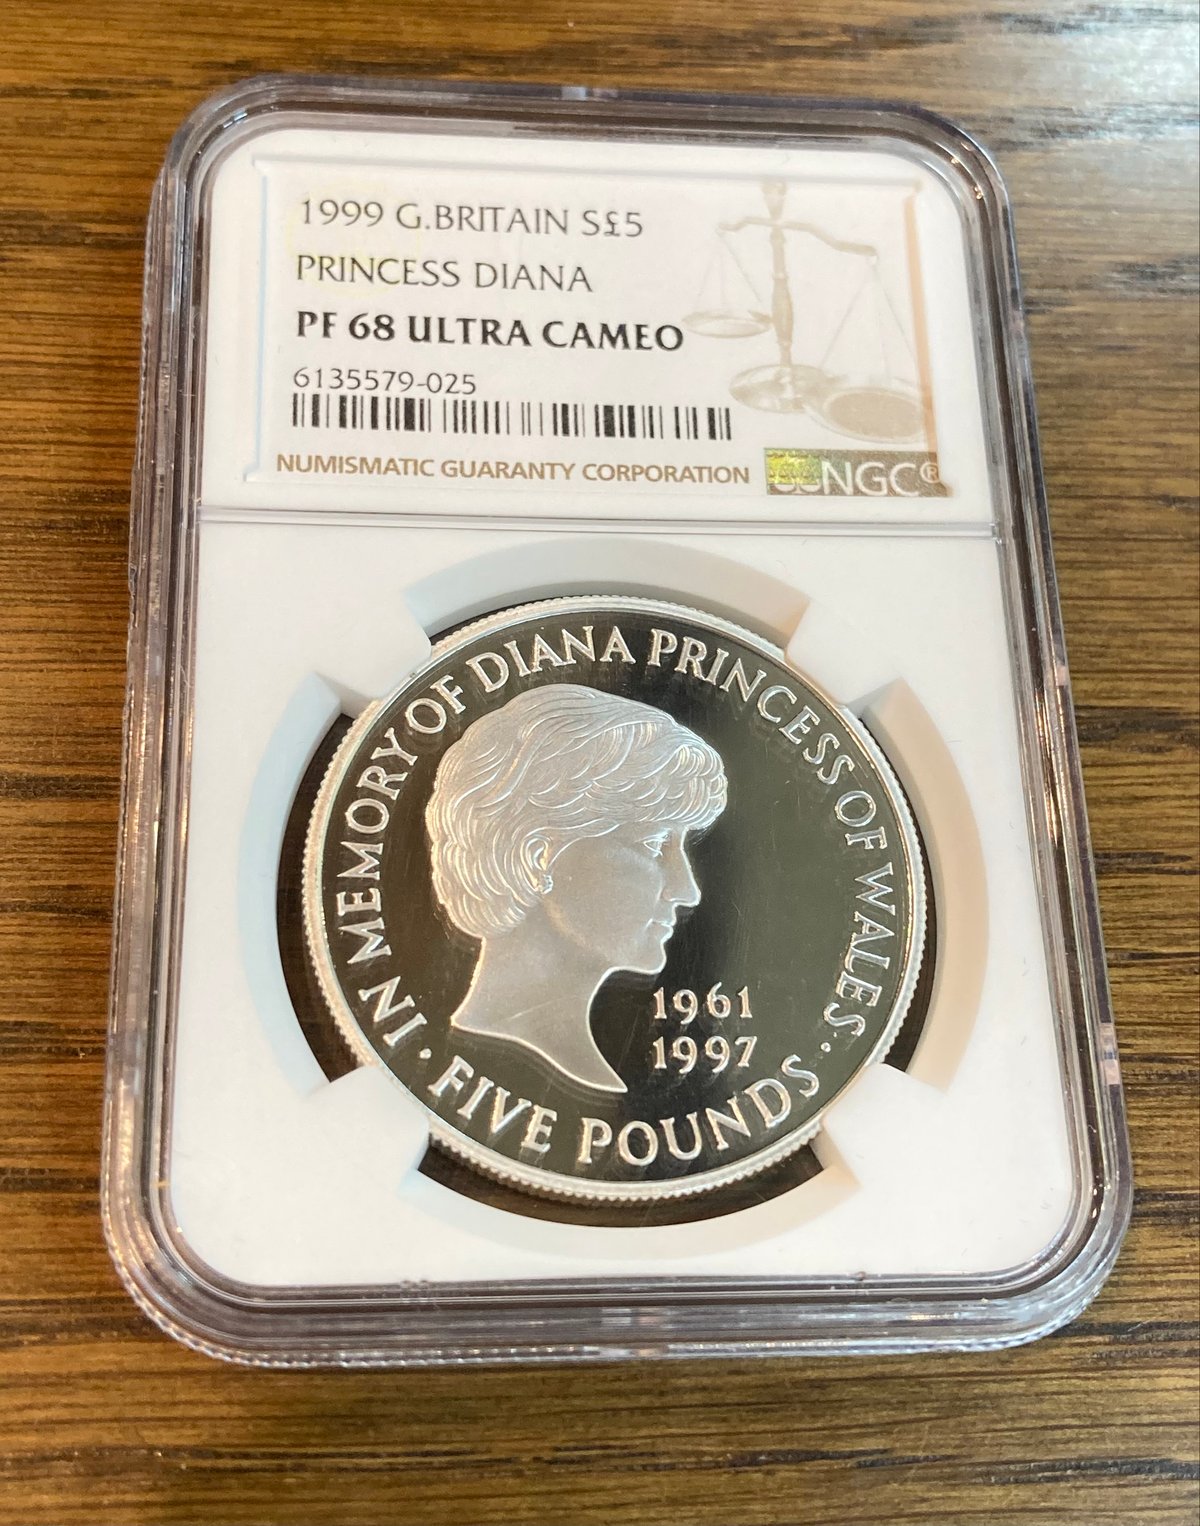 1999 G.BRITAIN S£5
PRINCESS DIANA
PF 68 ULTRA CAMEO
6135579-025
NUMISMATIC GUARANTY CORPORATION
NGC®
IN MEMORY OF DIANA PRINCESS OF WALES
1961
1997
· FIVE POUNDS ·